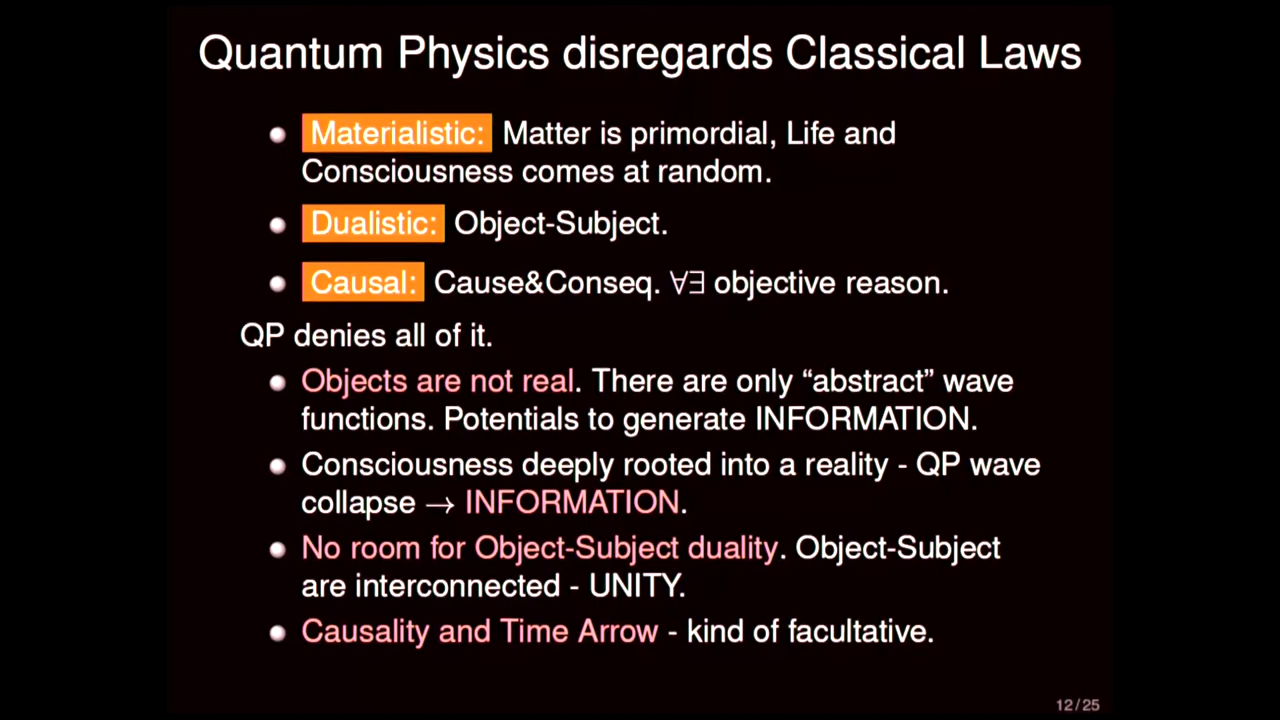 Quantum Physics disregards Classical Laws
Materialistic: Matter is primordial, Life and
Consciousness comes at random.
Dualistic: Object-Subject.
Causal: Cause&Conseq. ∀∃ objective reason.
QP denies all of it.
Objects are not real. There are only “abstract” wave
functions. Potentials to generate INFORMATION.
Consciousness deeply rooted into a reality - QP wave
collapse → INFORMATION.
No room for Object-Subject duality. Object-Subject
are interconnected - UNITY.
Causality and Time Arrow - kind of facultative.
12/25